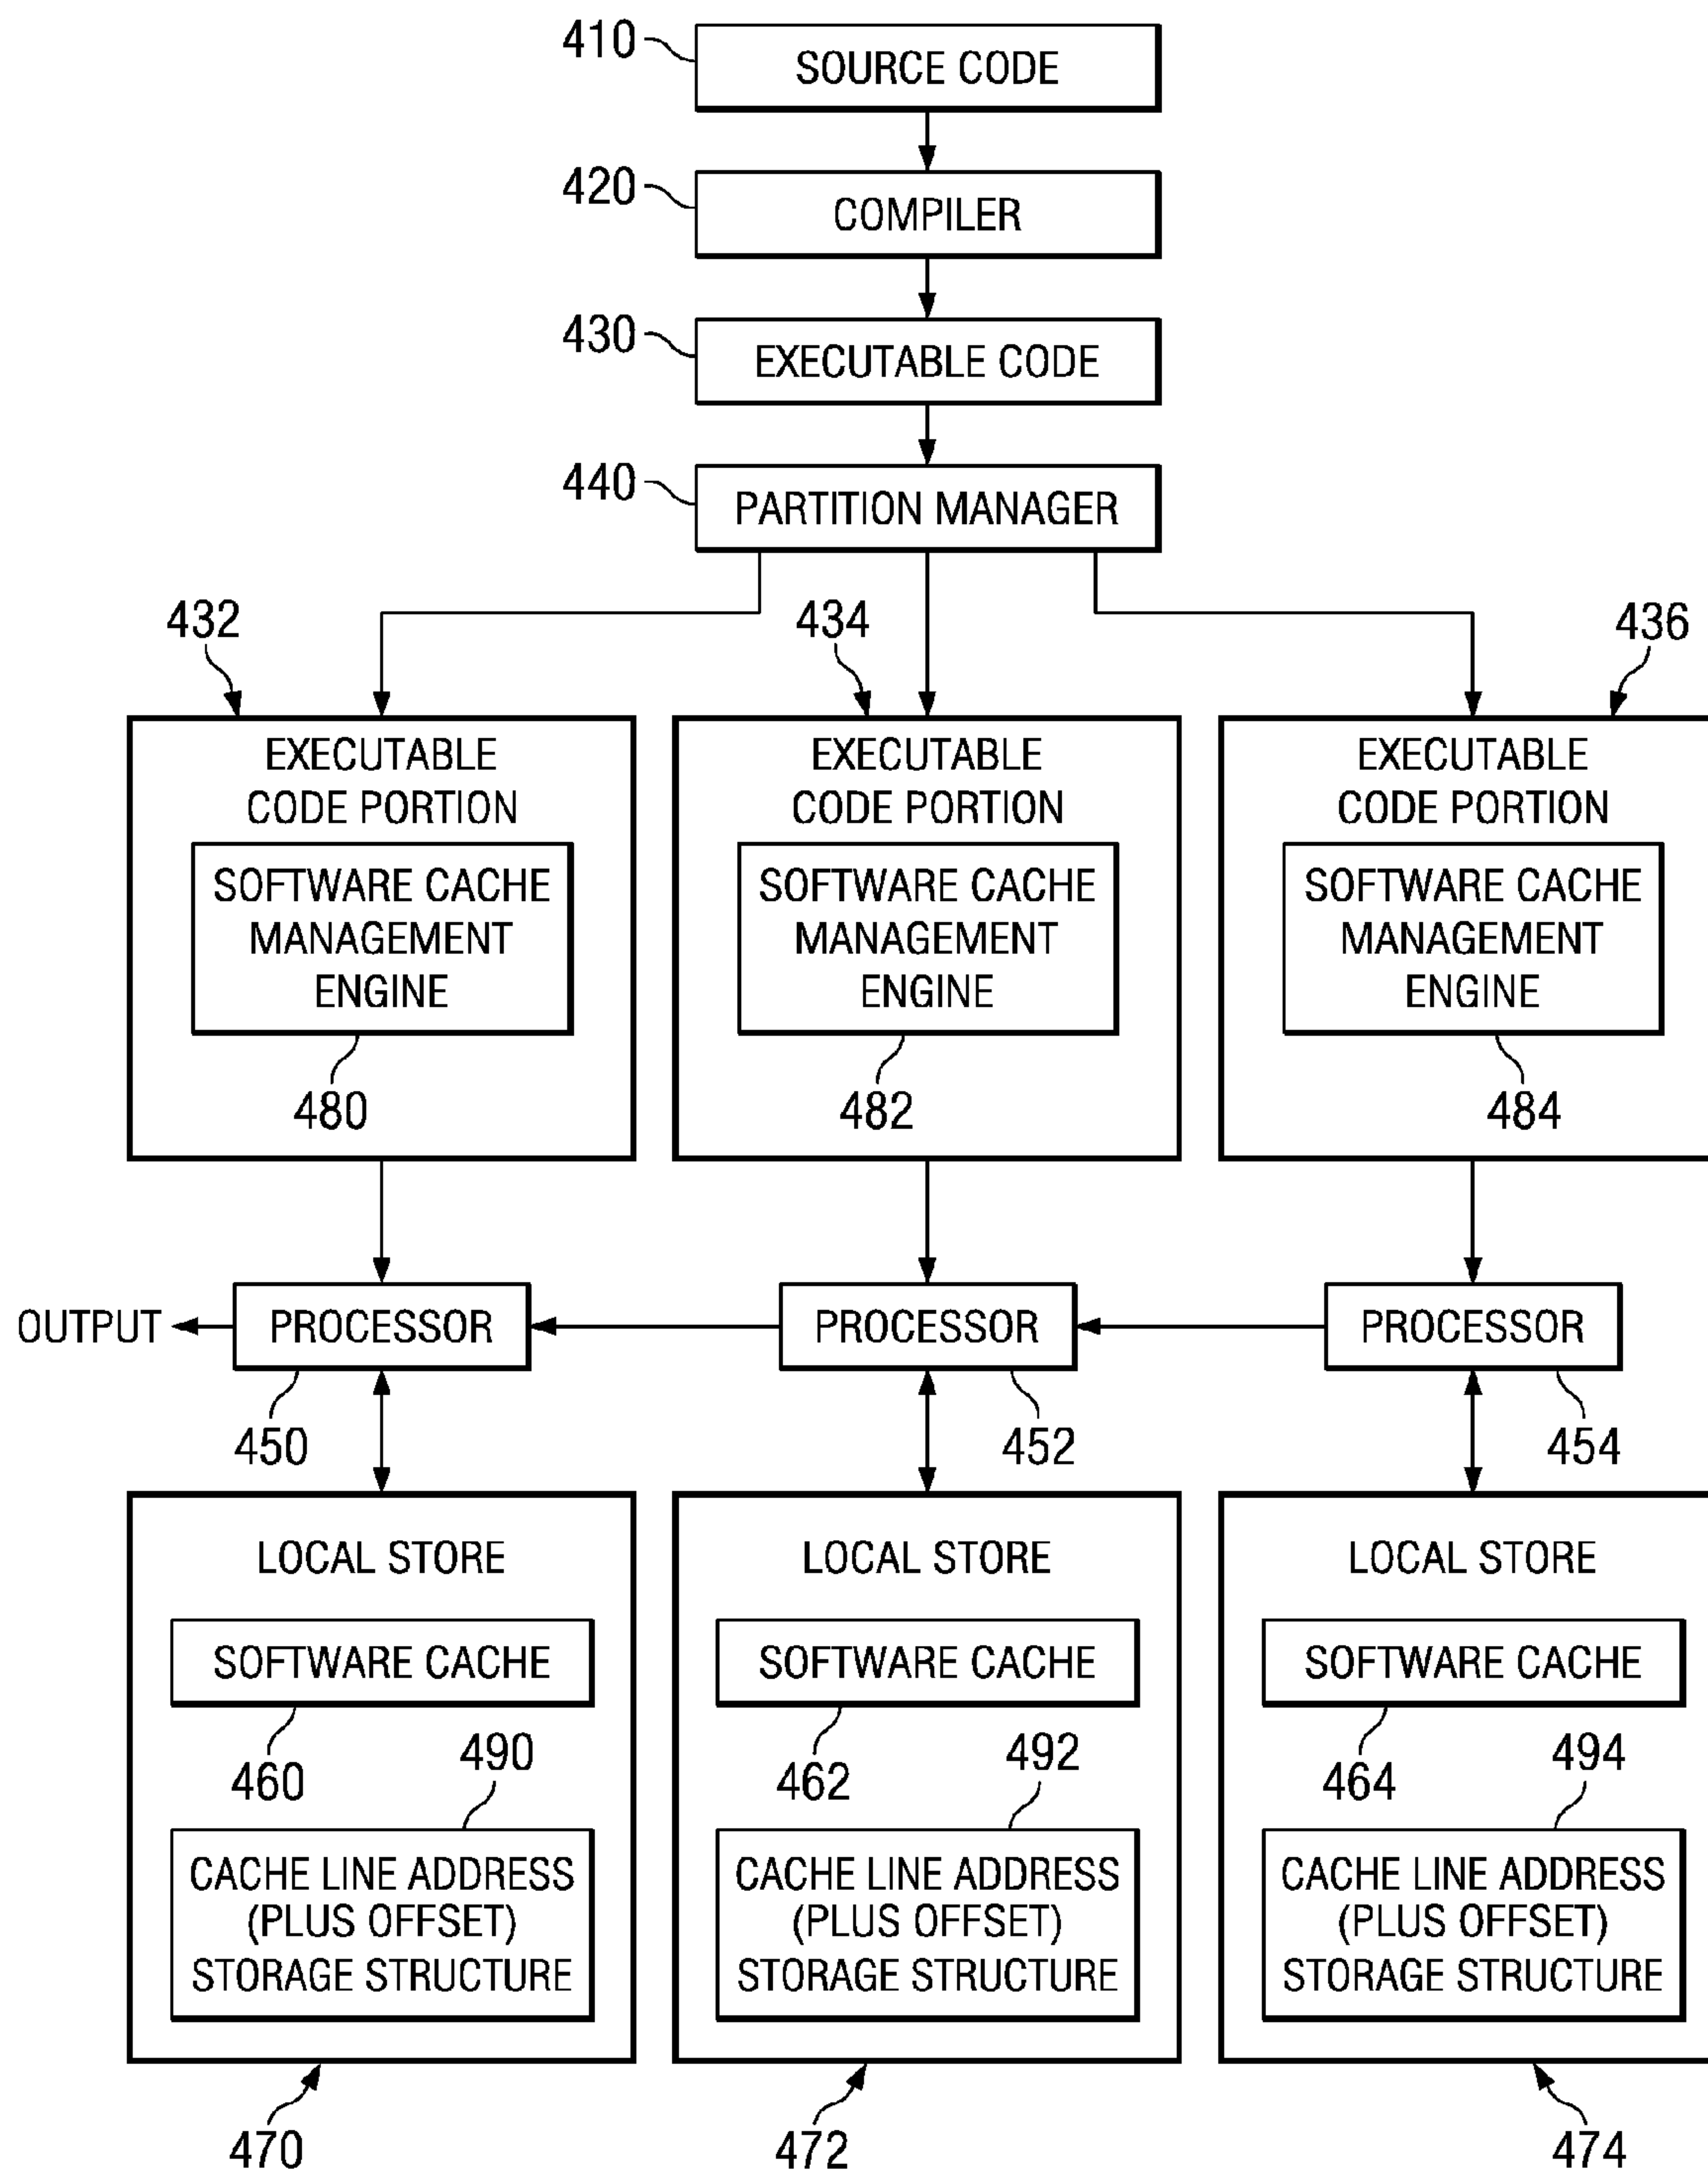 410
SOURCE CODE
420
COMPILER
430
EXECUTABLE CODE
440
PARTITION MANAGER
432
434
436
EXECUTABLE
CODE PORTION
SOFTWARE CACHE
MANAGEMENT
ENGINE
480
EXECUTABLE
CODE PORTION
SOFTWARE CACHE
MANAGEMENT
ENGINE
482
EXECUTABLE
CODE PORTION
SOFTWARE CACHE
MANAGEMENT
ENGINE
484
OUTPUT
PROCESSOR
450
PROCESSOR
452
PROCESSOR
454
LOCAL STORE
SOFTWARE CACHE
460
490
CACHE LINE ADDRESS
(PLUS OFFSET)
STORAGE STRUCTURE
470
LOCAL STORE
SOFTWARE CACHE
462
492
CACHE LINE ADDRESS
(PLUS OFFSET)
STORAGE STRUCTURE
472
LOCAL STORE
SOFTWARE CACHE
464
494
CACHE LINE ADDRESS
(PLUS OFFSET)
STORAGE STRUCTURE
474